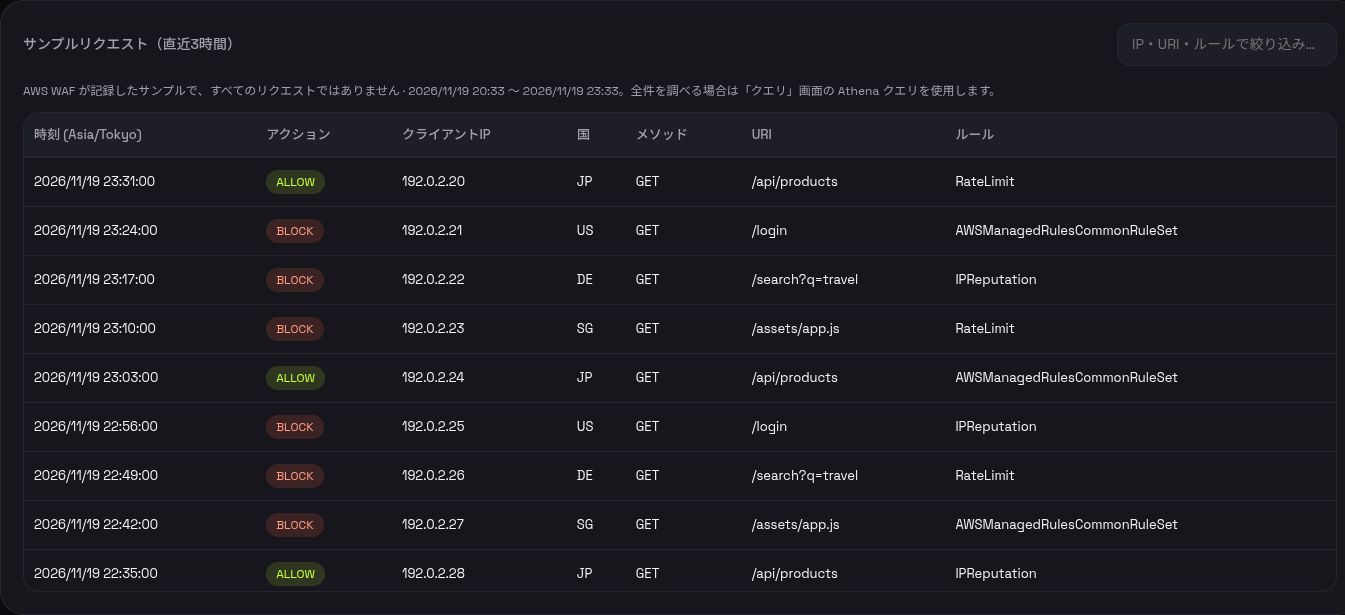 サンプルリクエスト（直近3時間）
IP・URI・ルールで絞り込み...
AWS WAF が記録したサンプルで、すべてのリクエストではありません · 2026/11/19 20:33 〜 2026/11/19 23:33。全件を調べる場合は「クエリ」画面の Athena クエリを使用します。
時刻 (Asia/Tokyo) アクション クライアントIP 国 メソッド URI ルール
2026/11/19 23:31:00 ALLOW 192.0.2.20 JP GET /api/products RateLimit
2026/11/19 23:24:00 BLOCK 192.0.2.21 US GET /login AWSManagedRulesCommonRuleSet
2026/11/19 23:17:00 BLOCK 192.0.2.22 DE GET /search?q=travel IPReputation
2026/11/19 23:10:00 BLOCK 192.0.2.23 SG GET /assets/app.js RateLimit
2026/11/19 23:03:00 ALLOW 192.0.2.24 JP GET /api/products AWSManagedRulesCommonRuleSet
2026/11/19 22:56:00 BLOCK 192.0.2.25 US GET /login IPReputation
2026/11/19 22:49:00 BLOCK 192.0.2.26 DE GET /search?q=travel RateLimit
2026/11/19 22:42:00 BLOCK 192.0.2.27 SG GET /assets/app.js AWSManagedRulesCommonRuleSet
2026/11/19 22:35:00 ALLOW 192.0.2.28 JP GET /api/products IPReputation